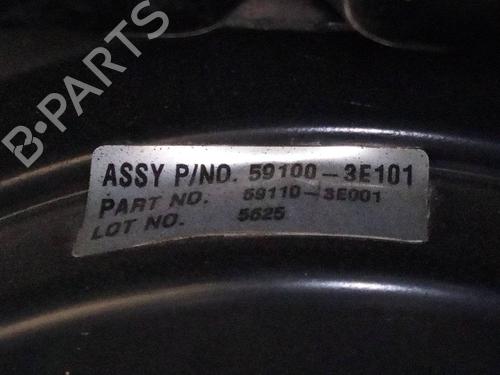 B-PARTS
ASSY P/NO. 59100-3E101
PART NO. 59110-3E001
LOT NO. 5625